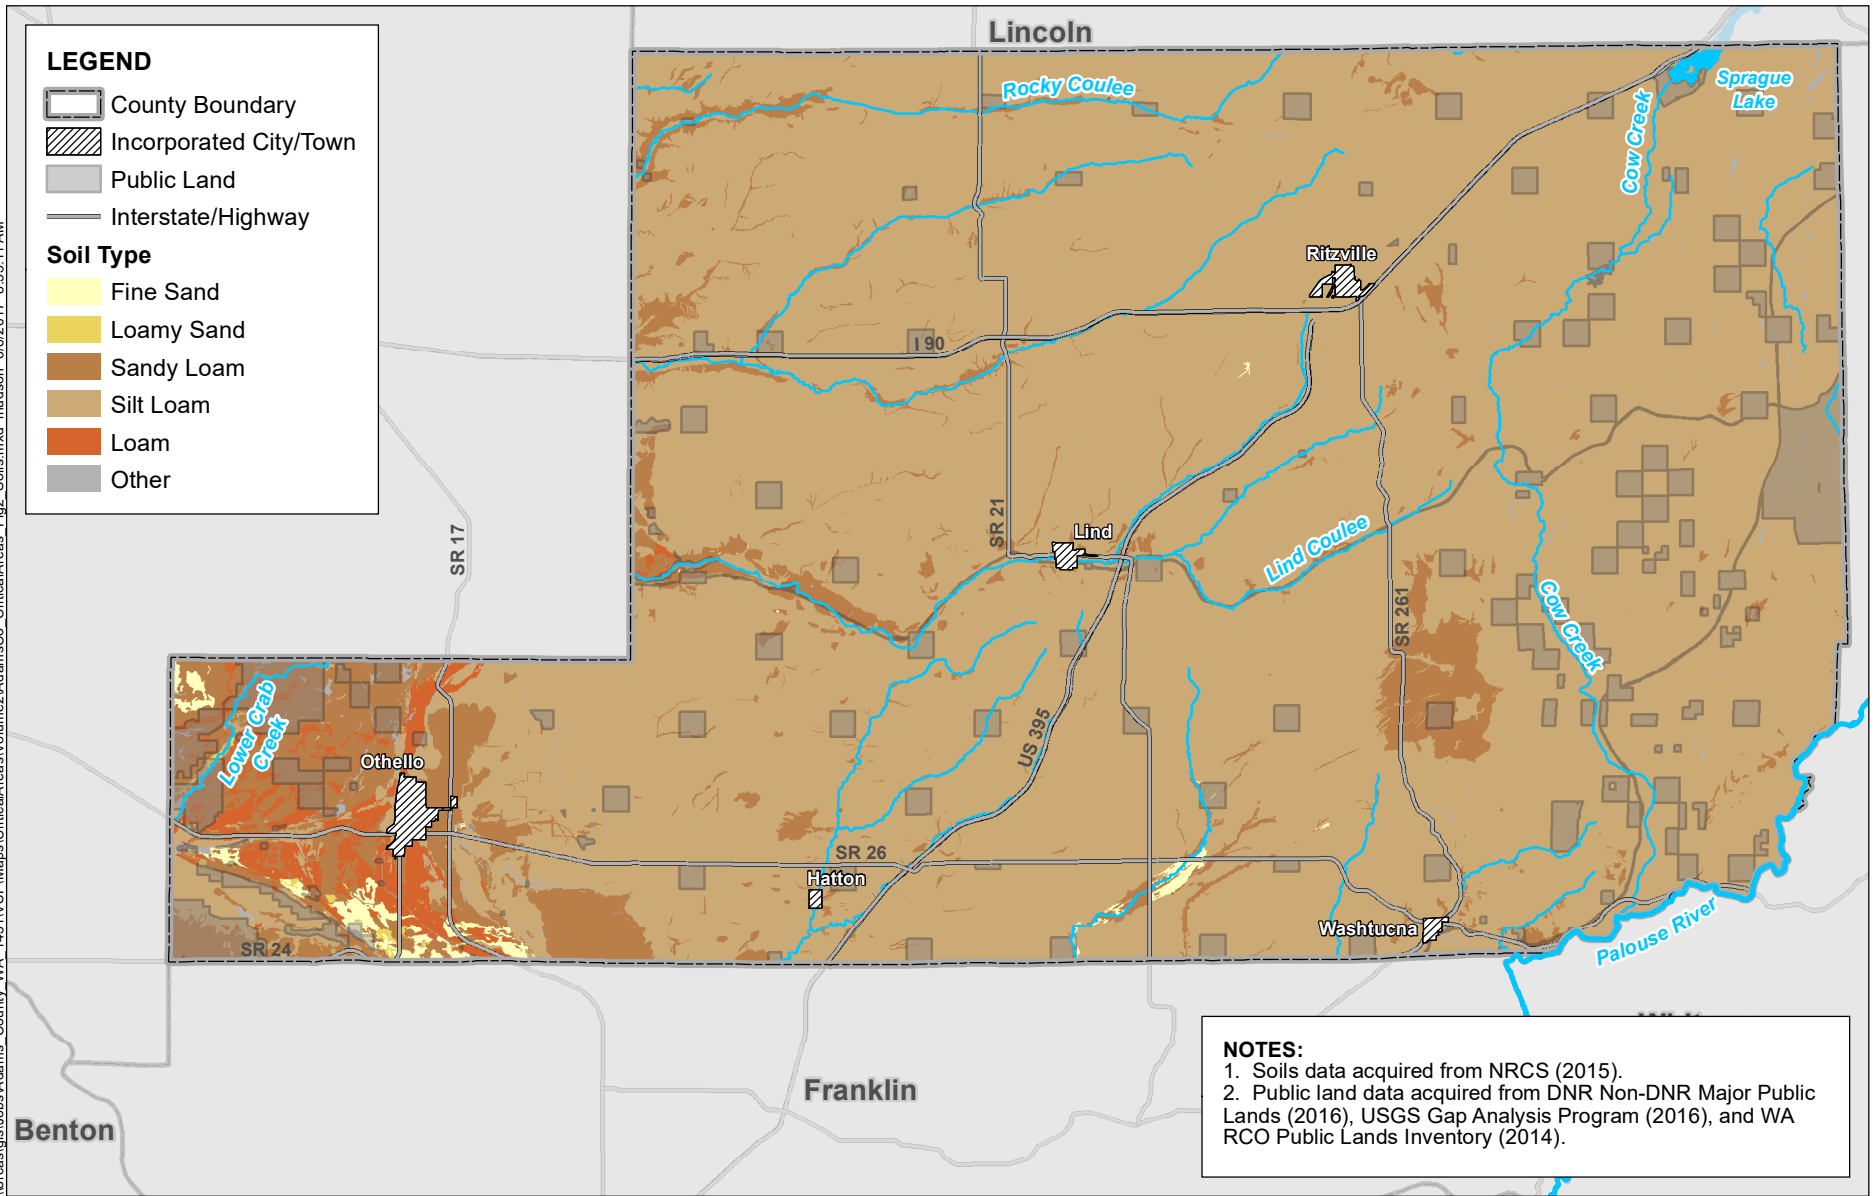 LEGEND
County Boundary
Incorporated City/Town
Public Land
Interstate/Highway
Soil Type
Fine Sand
Loamy Sand
Sandy Loam
Silt Loam
Loam
Other
Lincoln
Rocky Coulee
Sprague
Lake
Cow Creek
Ritzville
I 90
SR 21
SR 17
Lind
Lind Coulee
SR 261
Cow Creek
Lower Crab
Creek
Othello
US 395
SR 26
Hatton
Washtucna
SR 24
Palouse River
Franklin
Benton
NOTES:
1. Soils data acquired from NRCS (2015).
2. Public land data acquired from DNR Non-DNR Major Public
Lands (2016), USGS Gap Analysis Program (2016), and WA
RCO Public Lands Inventory (2014).